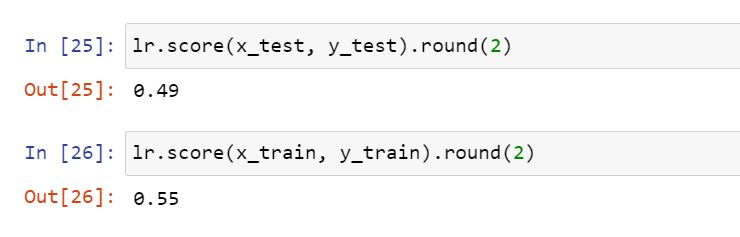 In [25]: lr.score(x_test, y_test).round(2)
Out[25]: 0.49
In [26]: lr.score(x_train, y_train).round(2)
Out[26]: 0.55